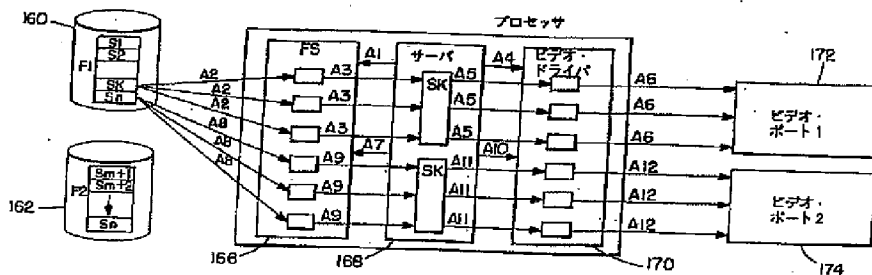 プロセッサ
160
F1
S1
S2
SK
Sn
A2
A2
A2
A8
A8
A8
FS
A1
サーバ
A4
ビデオ・
ドライバ
A3
A3
A3
A7
A9
A9
A9
SK
SK
A5
A5
A5
A10
A11
A11
A11
A6
A6
A6
A12
A12
A12
172
ビデオ・
ポート1
ビデオ・
ポート2
174
162
F2
Sm+1
Sm+2
166
168
170